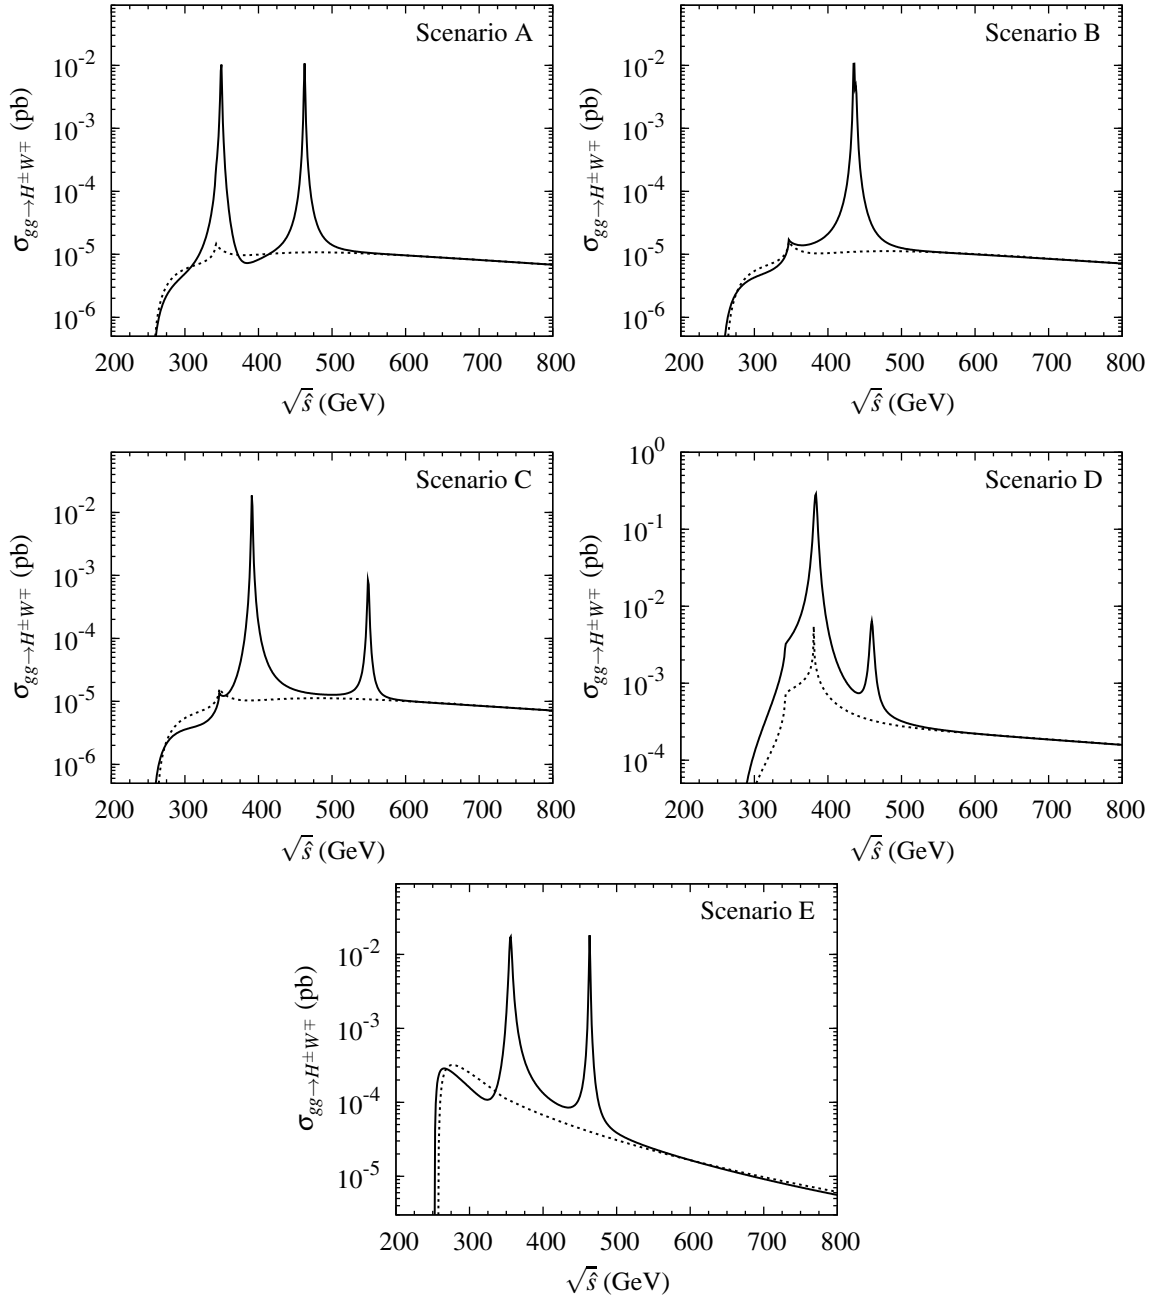 Scenario A
10⁻²
10⁻³
10⁻⁴
10⁻⁵
10⁻⁶
σ_{gg→H^±W^∓} (pb)
200 300 400 500 600 700 800
√ŝ (GeV)
Scenario B
10⁻²
10⁻³
10⁻⁴
10⁻⁵
10⁻⁶
σ_{gg→H^±W^∓} (pb)
200 300 400 500 600 700 800
√ŝ (GeV)
Scenario C
10⁻²
10⁻³
10⁻⁴
10⁻⁵
10⁻⁶
σ_{gg→H^±W^∓} (pb)
200 300 400 500 600 700 800
√ŝ (GeV)
Scenario D
10⁰
10⁻¹
10⁻²
10⁻³
10⁻⁴
σ_{gg→H^±W^∓} (pb)
200 300 400 500 600 700 800
√ŝ (GeV)
Scenario E
10⁻²
10⁻³
10⁻⁴
10⁻⁵
σ_{gg→H^±W^∓} (pb)
200 300 400 500 600 700 800
√ŝ (GeV)